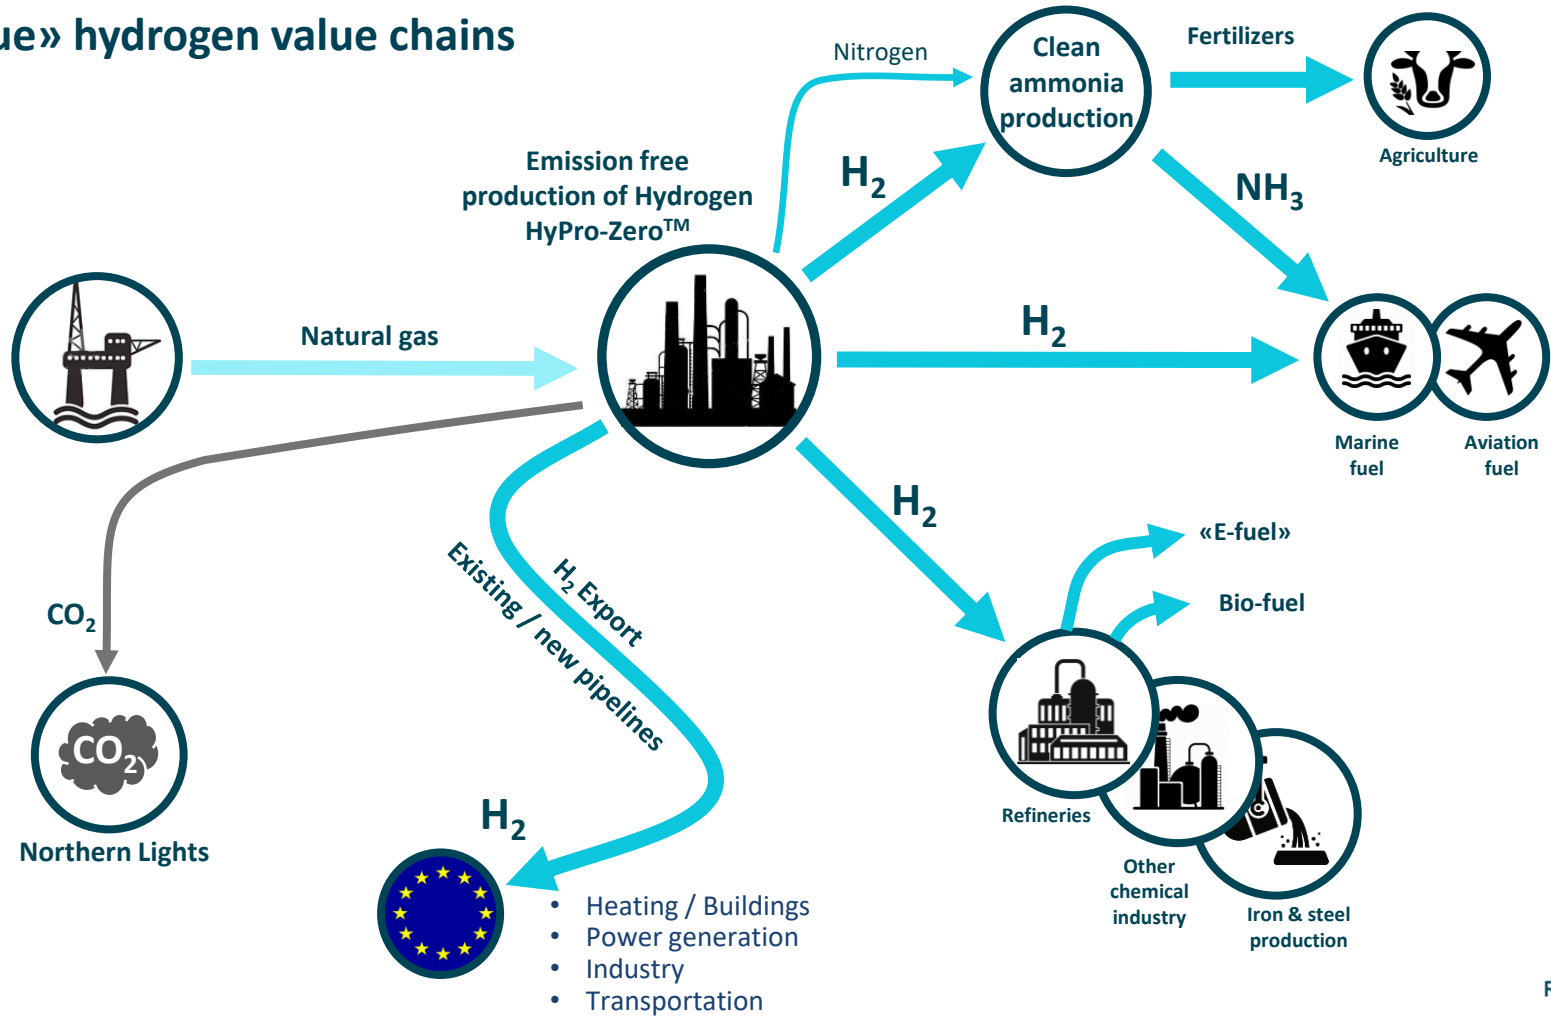 hydrogen value chains
Nitrogen
Clean
ammonia
production
Fertilizers
Agriculture
Emission free
production of Hydrogen
HyPro-Zero™
H₂
NH₃
Natural gas
H₂
Marine
fuel
Aviation
fuel
H₂
«E-fuel»
Bio-fuel
CO₂
H₂ Export
Existing / new pipelines
CO₂
Northern Lights
Refineries
Other
chemical
industry
Iron & steel
production
H₂
• Heating / Buildings
• Power generation
• Industry
• Transportation